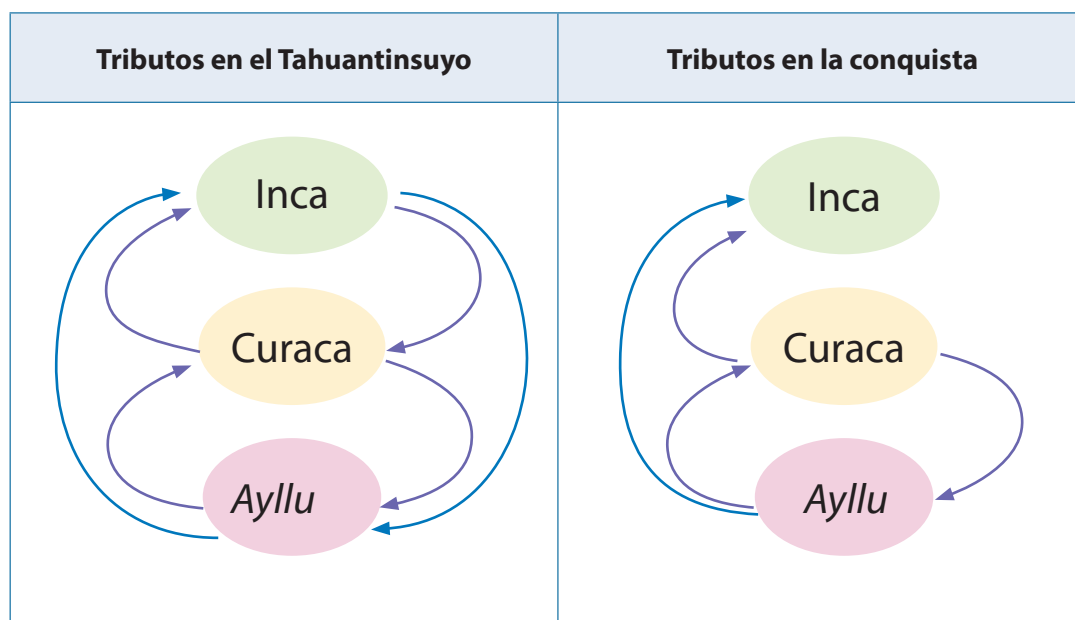 Tributos en el Tahuantinsuyo
Tributos en la conquista
Inca
Curaca
Ayllu
Inca
Curaca
Ayllu